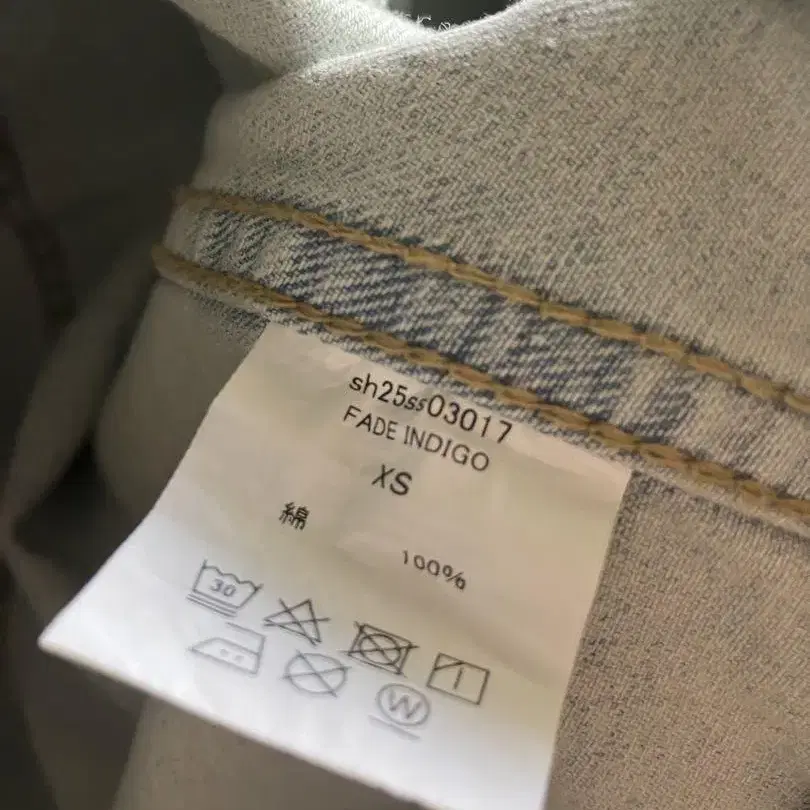 sh25ss03017
FADE INDIGO
XS
綿 100%
30
W